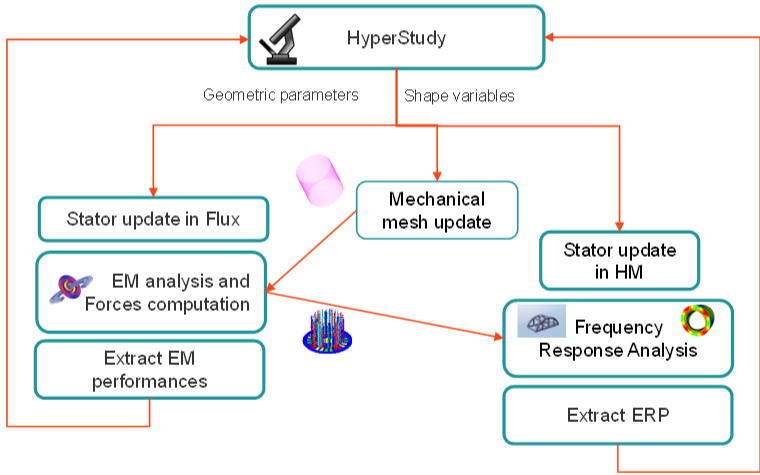 HyperStudy
Geometric parameters
Shape variables
Mechanical
mesh update
Stator update in Flux
Stator update
in HM
EM analysis and
Forces computation
Frequency
Response Analysis
Extract EM
performances
Extract ERP